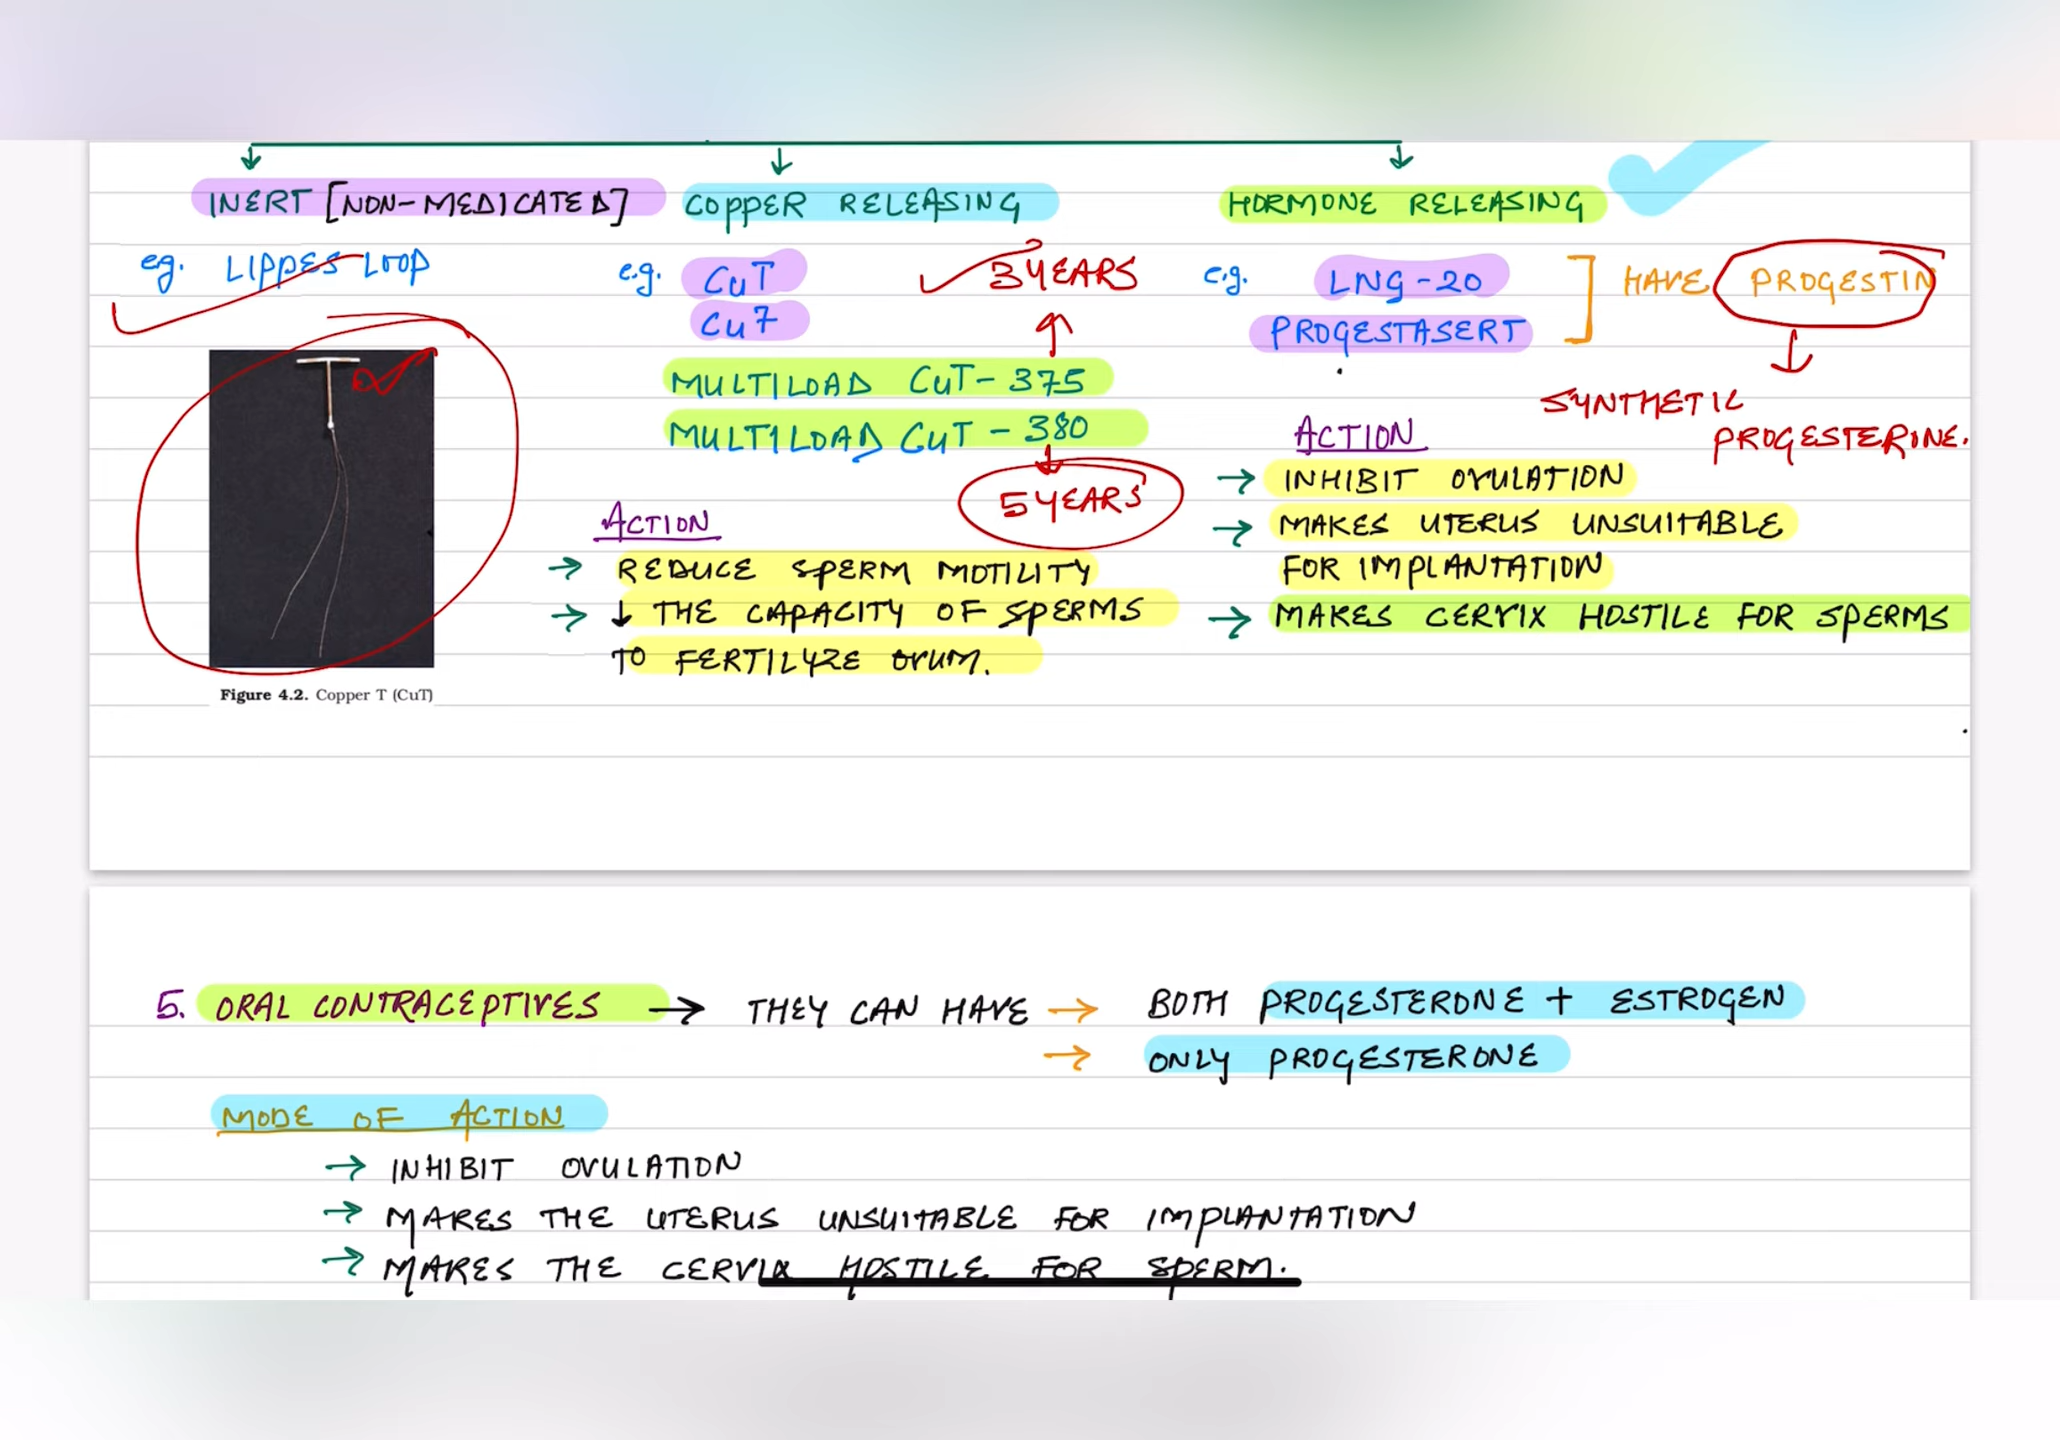 INERT [NON-MEDICATED]
COPPER RELEASING
HORMONE RELEASING
eg. LIPPES LOOP
e.g. CuT
Cu7
3 YEARS
MULTILOAD CuT-375
MULTILOAD CUT-380
5 YEARS
e.g. LNG-20
PROGESTASERT
HAVE PROGESTIN
SYNTHETIC
PROGESTERINE.
Figure 4.2. Copper T (CuT)
ACTION
→ REDUCE SPERM MOTILITY
→ ↓ THE CAPACITY OF SPERMS
TO FERTILYZE OVUM.
ACTION
→ INHIBIT OVULATION
→ MAKES UTERUS UNSUITABLE
FOR IMPLANTATION
→ MAKES CERVIX HOSTILE FOR SPERMS
5. ORAL CONTRACEPTIVES → THEY CAN HAVE → BOTH PROGESTERONE + ESTROGEN
→ ONLY PROGESTERONE
MODE OF ACTION
→ INHIBIT OVULATION
→ MAKES THE UTERUS UNSUITABLE FOR IMPLANTATION
→ MAKES THE CERVIX HOSTILE FOR SPERM.